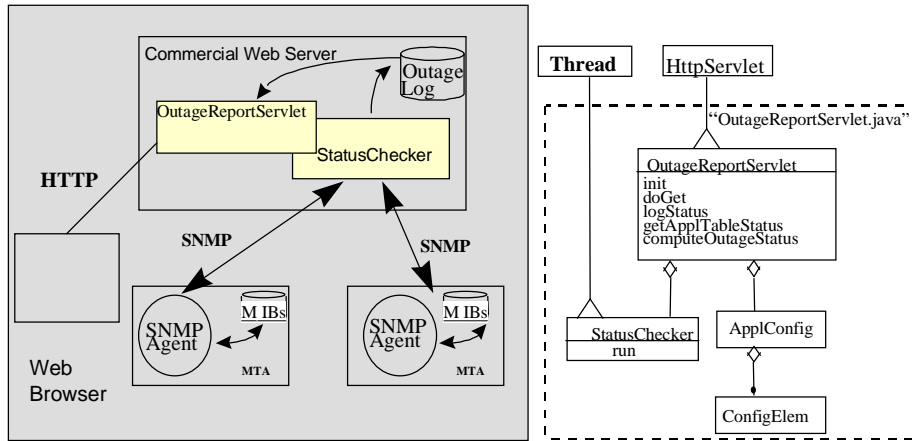 Commercial Web Server
Outage
Log
OutageReportServlet
StatusChecker
HTTP
SNMP
SNMP
SNMP
Agent
M IBs
MTA
SNMP
Agent
M IBs
MTA
Web
Browser
Thread
HttpServlet
“OutageReportServlet.java”
OutageReportServlet
init
doGet
logStatus
getApplTableStatus
computeOutageStatus
StatusChecker
run
ApplConfig
ConfigElem